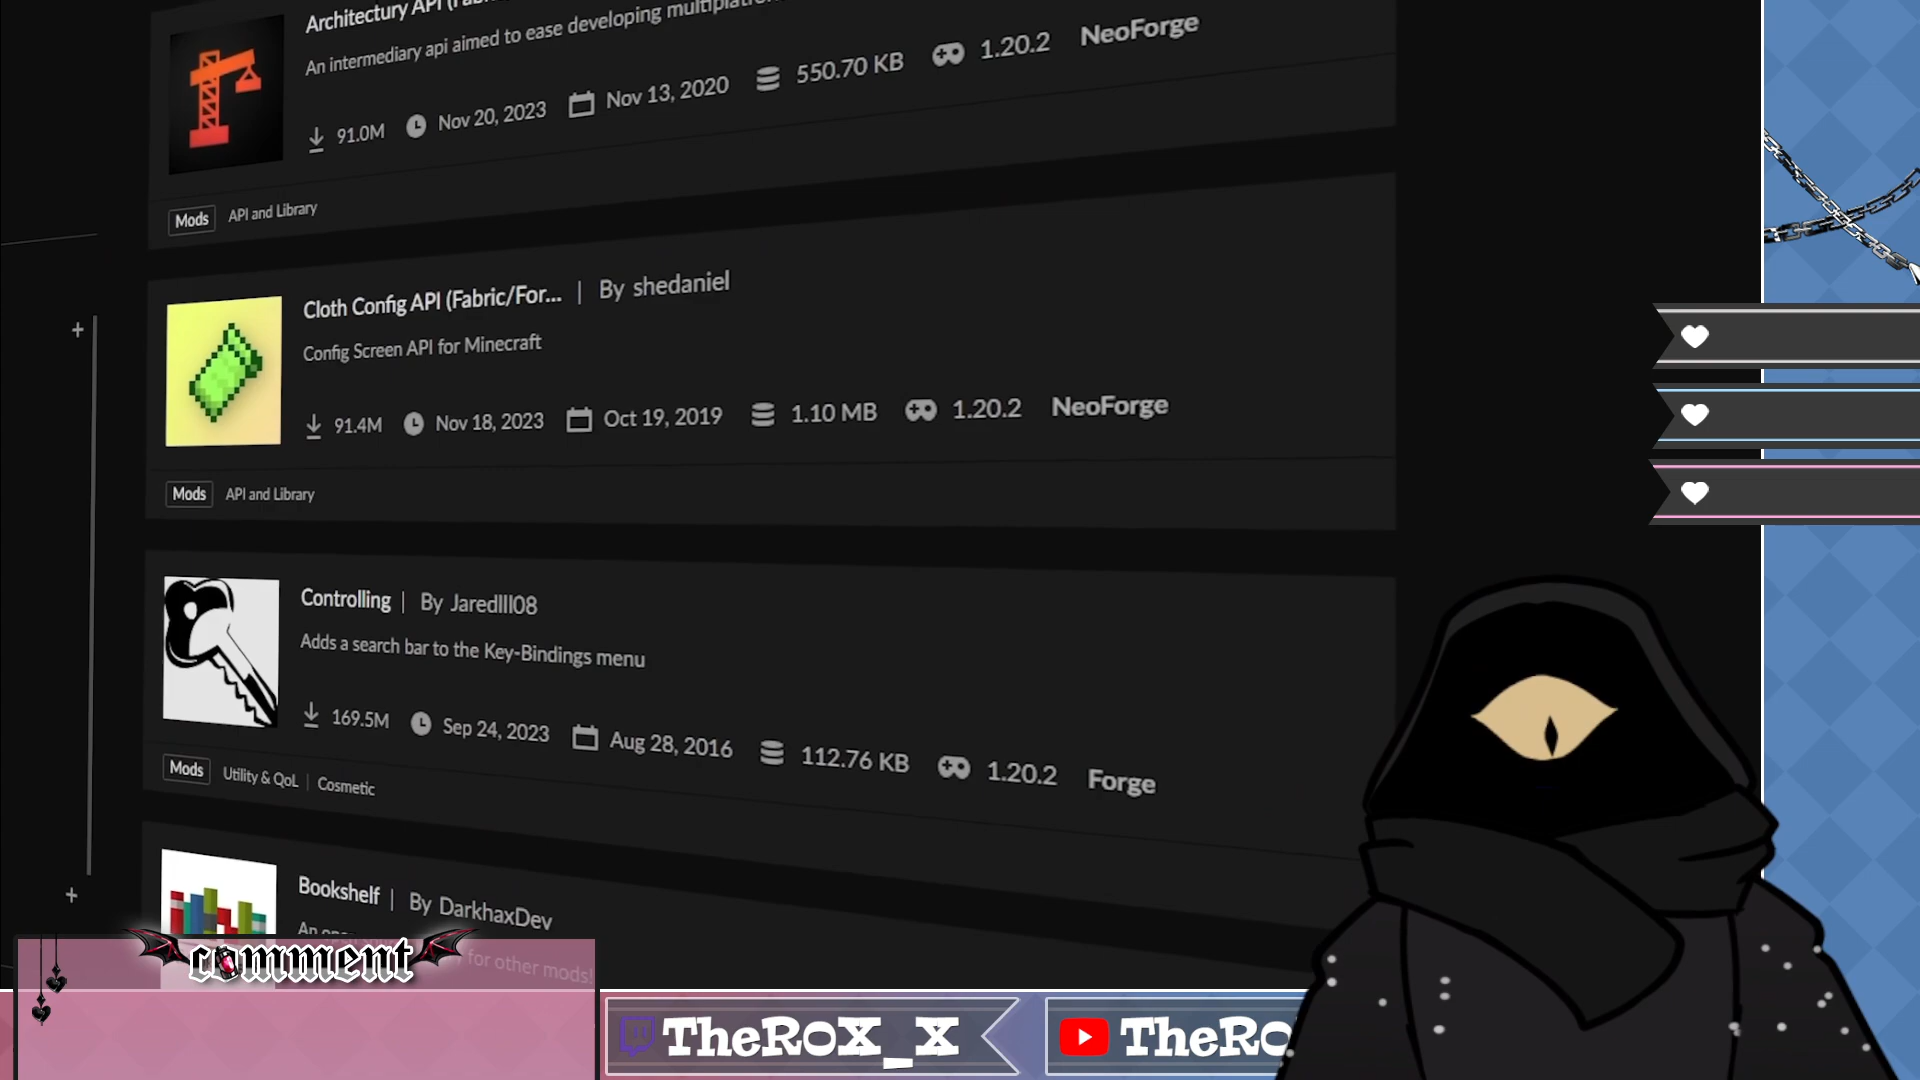 Architectury API
An intermediary api aimed to ease developing
91.0M Nov 20, 2023 Nov 13, 2020 550.70 KB 1.20.2 NeoForge
Mods API and Library
Cloth Config API (Fabric/For... | By shedaniel
Config Screen API for Minecraft
91.4M Nov 18, 2023 Oct 19, 2019 1.10 MB 1.20.2 NeoForge
Mods API and Library
Controlling | By Jaredlll08
Adds a search bar to the Key-Bindings menu
169.5M Sep 24, 2023 Aug 28, 2016 112.76 KB 1.20.2 Forge
Mods Utility & QoL | Cosmetic
Bookshelf | By DarkhaxDev
An for other mods!
comment
TheROX_X
TheRO